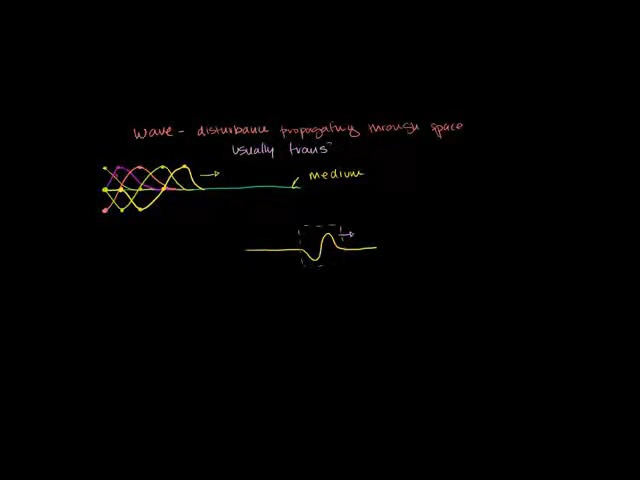 wave - disturbance propagating through space
usually trans
medium